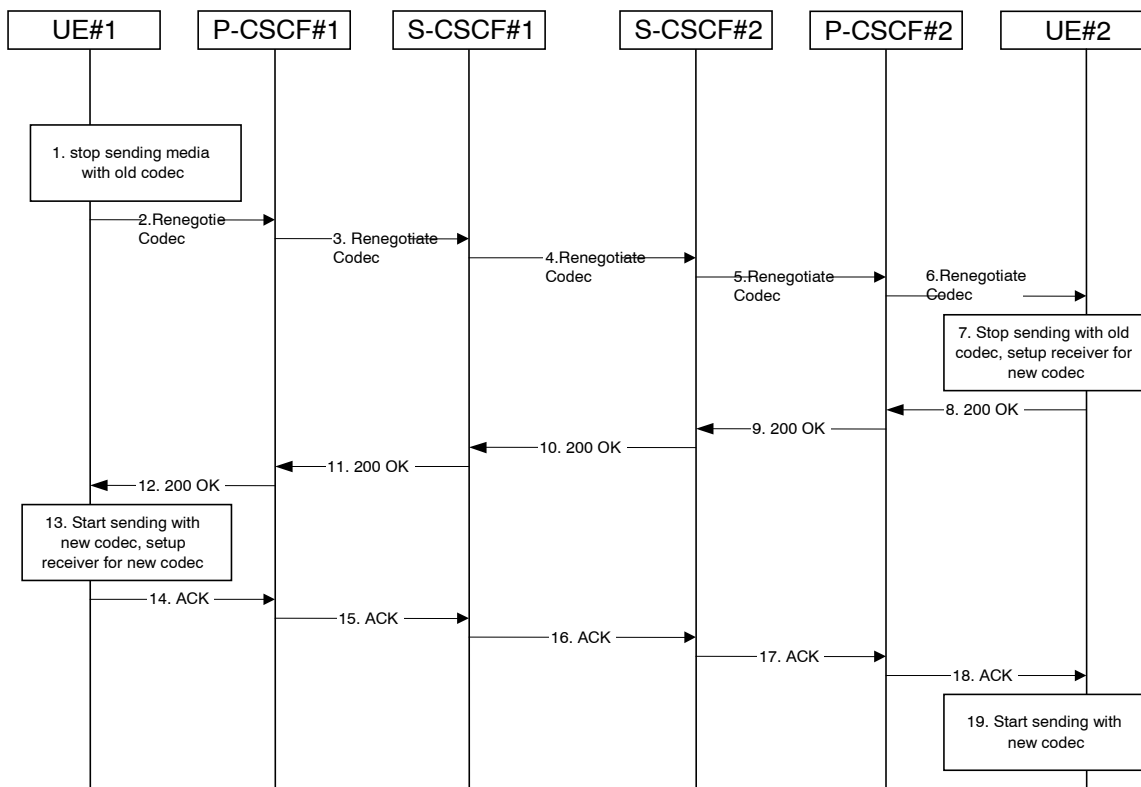 UE#1
P-CSCF#1
S-CSCF#1
S-CSCF#2
P-CSCF#2
UE#2
1. stop sending media
with old codec
2.Renegotie
Codec
3. Renegotiate
Codec
4.Renegotiate
Codec
5.Renegotiate
Codec
6.Renegotiate
Codec
7. Stop sending with old
codec, setup receiver for
new codec
8. 200 OK
9. 200 OK
10. 200 OK
11. 200 OK
12. 200 OK
13. Start sending with
new codec, setup
receiver for new codec
14. ACK
15. ACK
16. ACK
17. ACK
18. ACK
19. Start sending with
new codec